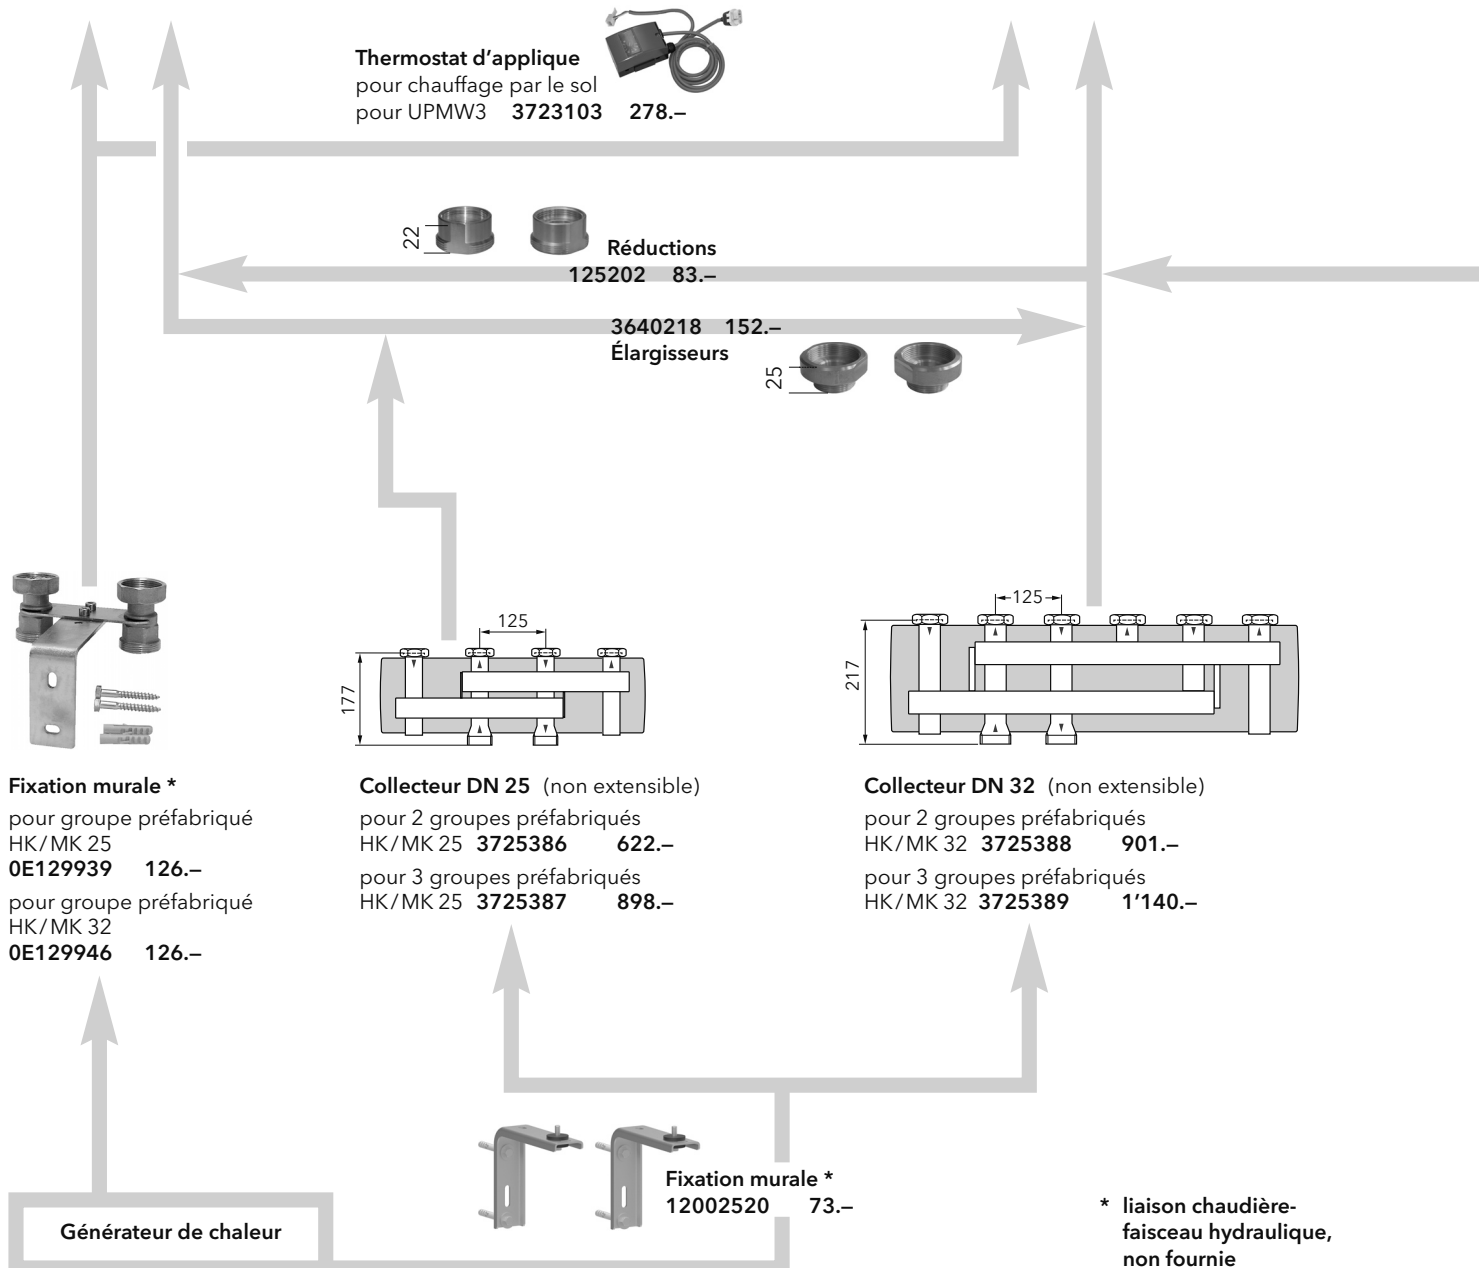 Thermostat d’applique
pour chauffage par le sol
pour UPMW3 3723103 278.–
22
Réductions
125202 83.–
3640218 152.–
Élargisseurs
25
125
177
125
217
Fixation murale *
pour groupe préfabriqué
HK/MK 25
0E129939 126.–
pour groupe préfabriqué
HK/MK 32
0E129946 126.–
Collecteur DN 25 (non extensible)
pour 2 groupes préfabriqués
HK/MK 25 3725386 622.–
pour 3 groupes préfabriqués
HK/MK 25 3725387 898.–
Collecteur DN 32 (non extensible)
pour 2 groupes préfabriqués
HK/MK 32 3725388 901.–
pour 3 groupes préfabriqués
HK/MK 32 3725389 1’140.–
Fixation murale *
12002520 73.–
Générateur de chaleur
* liaison chaudière-
faisceau hydraulique,
non fournie